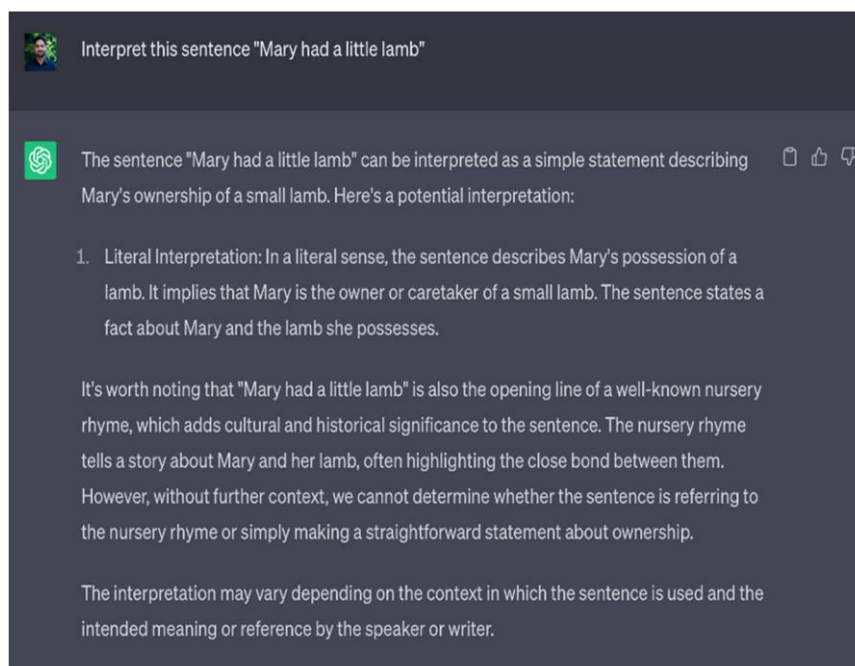 Interpret this sentence "Mary had a little lamb"
The sentence "Mary had a little lamb" can be interpreted as a simple statement describing
Mary's ownership of a small lamb. Here's a potential interpretation:
1. Literal Interpretation: In a literal sense, the sentence describes Mary's possession of a
lamb. It implies that Mary is the owner or caretaker of a small lamb. The sentence states a
fact about Mary and the lamb she possesses.
It's worth noting that "Mary had a little lamb" is also the opening line of a well-known nursery
rhyme, which adds cultural and historical significance to the sentence. The nursery rhyme
tells a story about Mary and her lamb, often highlighting the close bond between them.
However, without further context, we cannot determine whether the sentence is referring to
the nursery rhyme or simply making a straightforward statement about ownership.
The interpretation may vary depending on the context in which the sentence is used and the
intended meaning or reference by the speaker or writer.